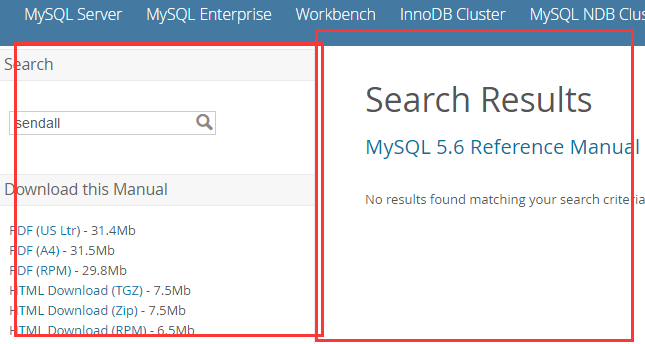 MySQL Server MySQL Enterprise Workbench InnoDB Cluster MySQL NDB Clus
Search
sendall
Download this Manual
PDF (US Ltr) - 31.4Mb
PDF (A4) - 31.5Mb
PDF (RPM) - 29.8Mb
HTML Download (TGZ) - 7.5Mb
HTML Download (Zip) - 7.5Mb
HTML Download (RPM) - 6.5Mb
Search Results
MySQL 5.6 Reference Manual
No results found matching your search criteria